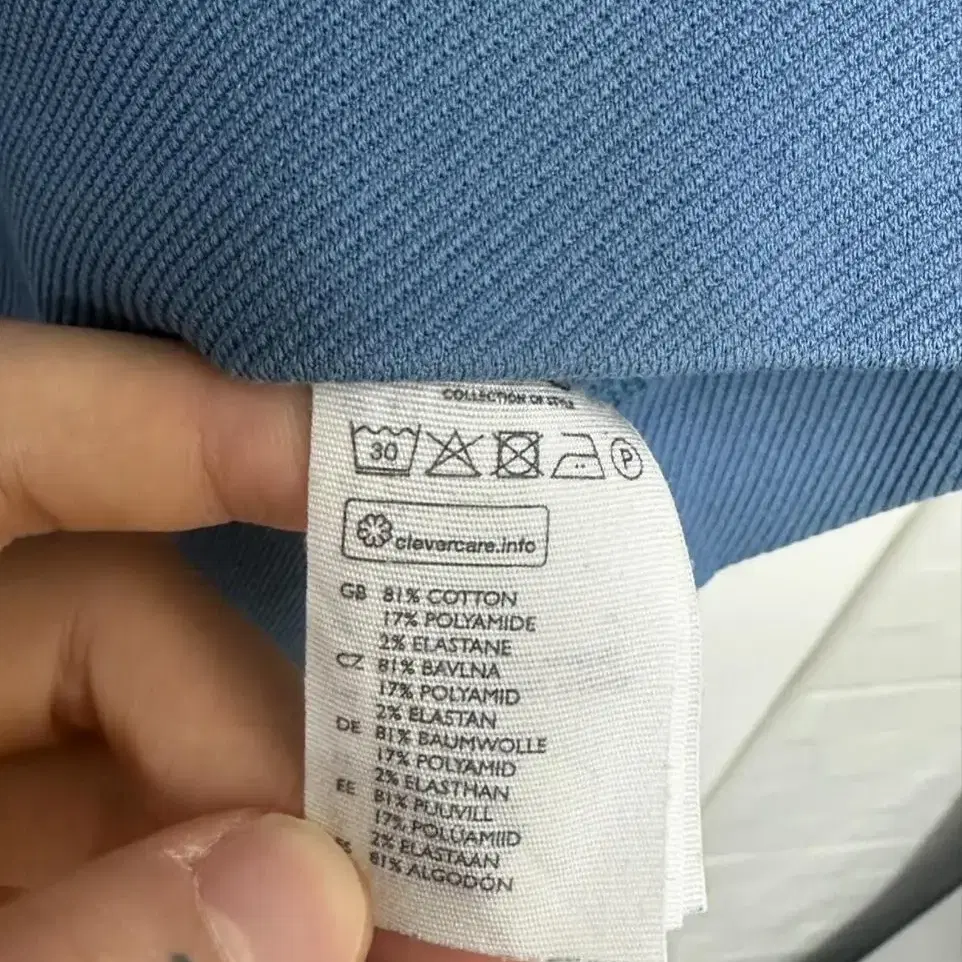 COLLECTION OF STYLE
30
P
clevercare.info
GB 81% COTTON
17% POLYAMIDE
2% ELASTANE
CZ 81% BAVLNA
17% POLYAMID
2% ELASTAN
DE 81% BAUMWOLLE
17% POLYAMID
2% ELASTHAN
EE 81% PUUVILL
17% POLÜAMIID
2% ELASTAAN
ES 81% ALGODÓN